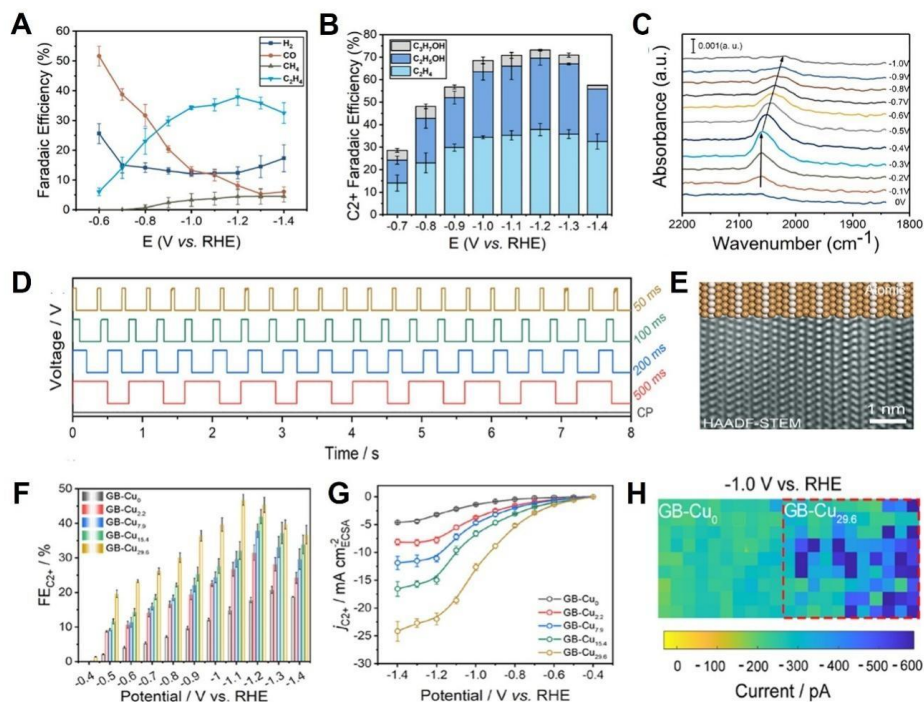 A
Faradaic Efficiency (%)
60
50
40
30
20
10
0
H₂
CO
CH₄
C₂H₄
-0.6
-0.8
-1.0
-1.2
-1.4
E (V vs. RHE)
B
C2+ Faradaic Efficiency (%)
80
70
60
50
40
30
20
10
0
C₃H₇OH
C₂H₅OH
C₂H₄
-0.7
-0.8
-0.9
-1.0
-1.1
-1.2
-1.3
-1.4
E (V vs. RHE)
C
0.001(a. u.)
Absorbance (a.u.)
-1.0V
-0.9V
-0.8V
-0.7V
-0.6V
-0.5V
-0.4V
-0.3V
-0.2V
-0.1V
0V
2200
2100
2000
1900
1800
Wavenumber (cm⁻¹)
D
Voltage / V
50 ms
100 ms
200 ms
500 ms
CP
0
1
2
3
4
5
6
7
8
Time / s
E
Atomic
HAADF-STEM
1 nm
F
FE_C2+ / %
50
40
30
20
10
0
GB-Cu₀
GB-Cu₂.₂
GB-Cu₇.₉
GB-Cu₁₅.₄
GB-Cu₂₉.₆
-0.4
-0.5
-0.6
-0.7
-0.8
-0.9
-1
-1.1
-1.2
-1.3
-1.4
Potential / V vs. RHE
G
j_C2+ / mA cm⁻²_ECSA
0
-5
-10
-15
-20
-25
-30
GB-Cu₀
GB-Cu₂.₂
GB-Cu₇.₉
GB-Cu₁₅.₄
GB-Cu₂₉.₆
-1.4
-1.2
-1.0
-0.8
-0.6
-0.4
Potential / V vs. RHE
H
-1.0 V vs. RHE
GB-Cu₀
GB-Cu₂₉.₆
0
-100
-200
-300
-400
-500
-600
Current / pA